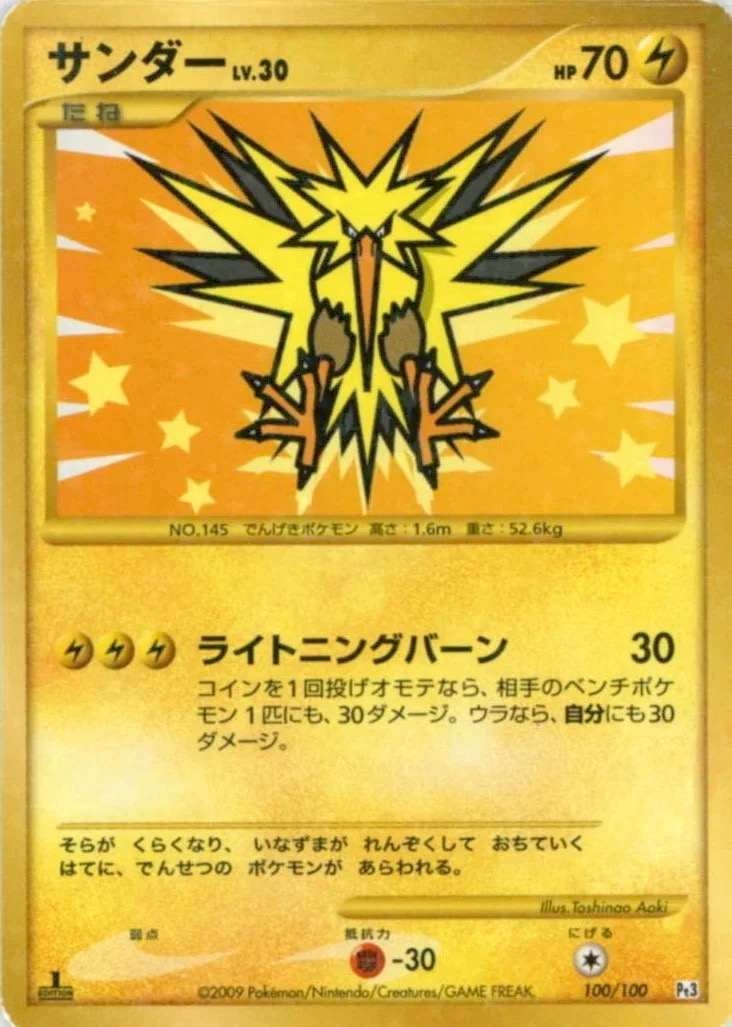 サンダー LV.30 HP70
たね
NO.145 でんげきポケモン 高さ:1.6m 重さ:52.6kg
ライトニングバーン 30
コインを1回投げオモテなら、相手のベンチポケ
モン1匹にも、30ダメージ。ウラなら、自分にも30
ダメージ。
そらが くらくなり、 いなずまが れんぞくして おちていく
はてに、でんせつの ポケモンが あらわれる。
Illus.Toshinao Aoki
弱点 抵抗力 にげる
-30
1 EDITION
©2009 Pokémon/Nintendo/Creatures/GAME FREAK. 100/100 Pt3